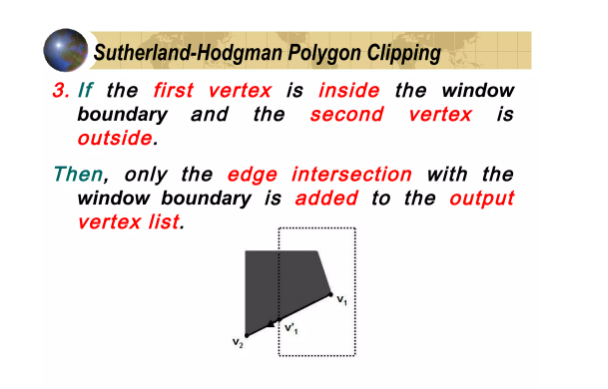 Sutherland-Hodgman Polygon Clipping
3. If the first vertex is inside the window
boundary and the second vertex is
outside.
Then, only the edge intersection with the
window boundary is added to the output
vertex list.
V₁
V'₁
V₂